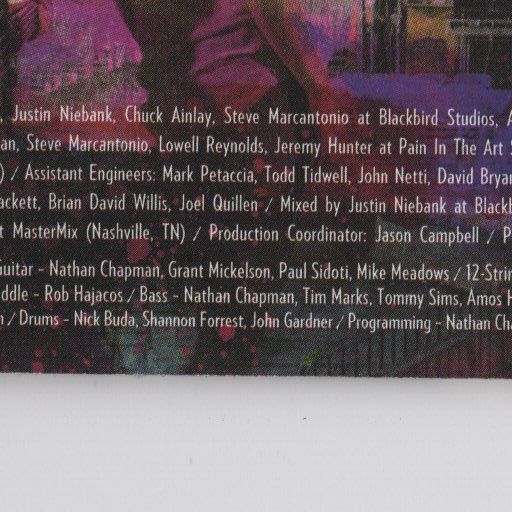 , Justin Niebank, Chuck Ainlay, Steve Marcantonio at Blackbird Studios, A
an, Steve Marcantonio, Lowell Reynolds, Jeremy Hunter at Pain In The Art S
) / Assistant Engineers: Mark Petaccia, Todd Tidwell, John Netti, David Bryan
ackett, Brian David Willis, Joel Quillen / Mixed by Justin Niebank at Blackb
t MasterMix (Nashville, TN) / Production Coordinator: Jason Campbell / P
Guitar - Nathan Chapman, Grant Mickelson, Paul Sidoti, Mike Meadows / 12-Strin
ddle - Rob Hajacos / Bass - Nathan Chapman, Tim Marks, Tommy Sims, Amos H
n / Drums - Nick Buda, Shannon Forrest, John Gardner / Programming - Nathan Cha